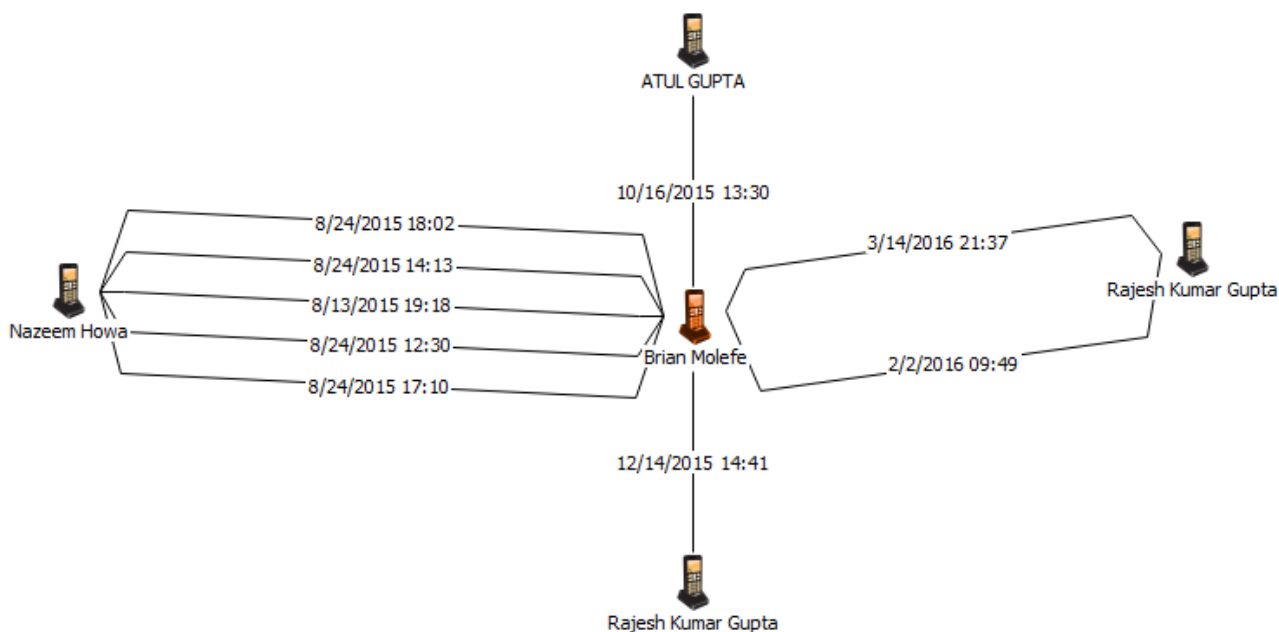 ATUL GUPTA
10/16/2015 13:30
8/24/2015 18:02
3/14/2016 21:37
8/24/2015 14:13
Rajesh Kumar Gupta
8/13/2015 19:18
Nazeem Howa
8/24/2015 12:30
Brian Molefe
2/2/2016 09:49
8/24/2015 17:10
12/14/2015 14:41
Rajesh Kumar Gupta